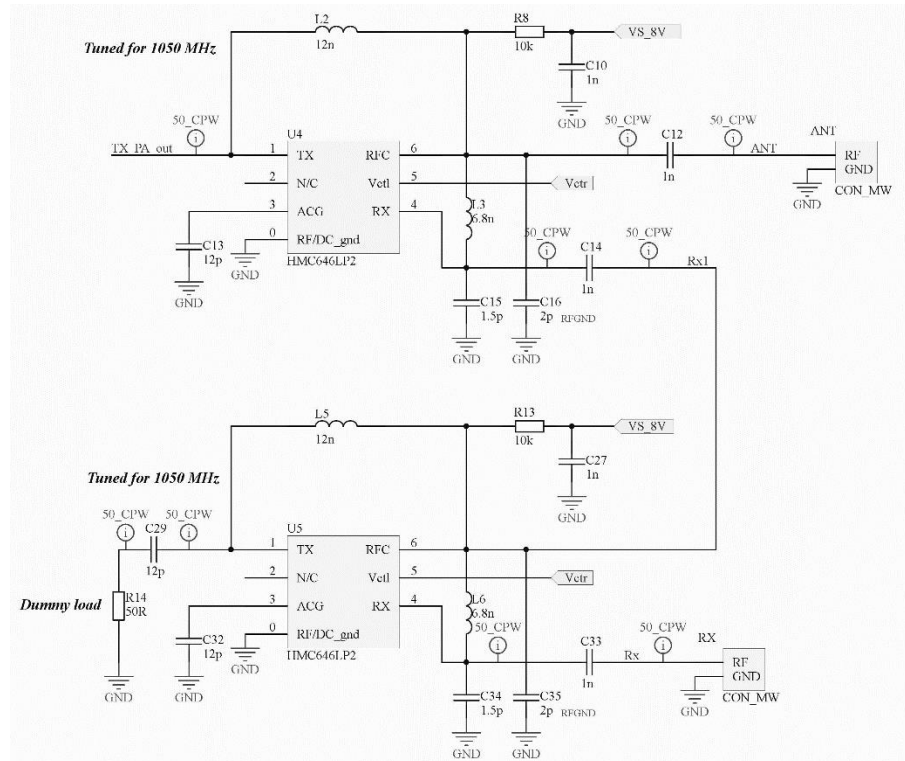 L2
12n
Tuned for 1050 MHz
R8
10k
VS_8V
C10
1n
GND
50_CPW
i
TX_PA_out
U4
1
TX
RFC
6
2
N/C
Vctl
5
Vctr
3
ACG
RX
4
0
RF/DC_gnd
HMC646LP2
C13
12p
GND
GND
L3
6.8n
50_CPW
i
C12
1n
50_CPW
i
ANT
ANT
RF
GND
CON_MW
GND
50_CPW
i
C14
1n
50_CPW
i
Rx1
C15
1.5p
GND
C16
2p
RFGND
GND
L5
12n
R13
10k
VS_8V
C27
1n
GND
Tuned for 1050 MHz
50_CPW
i
C29
12p
50_CPW
i
Dummy load
R14
50R
GND
U5
1
TX
RFC
6
2
N/C
Vctl
5
Vctr
3
ACG
RX
4
0
RF/DC_gnd
HMC646LP2
C32
12p
GND
GND
L6
6.8n
50_CPW
i
C33
1n
50_CPW
i
Rx
RX
RF
GND
CON_MW
GND
C34
1.5p
GND
C35
2p
RFGND
GND